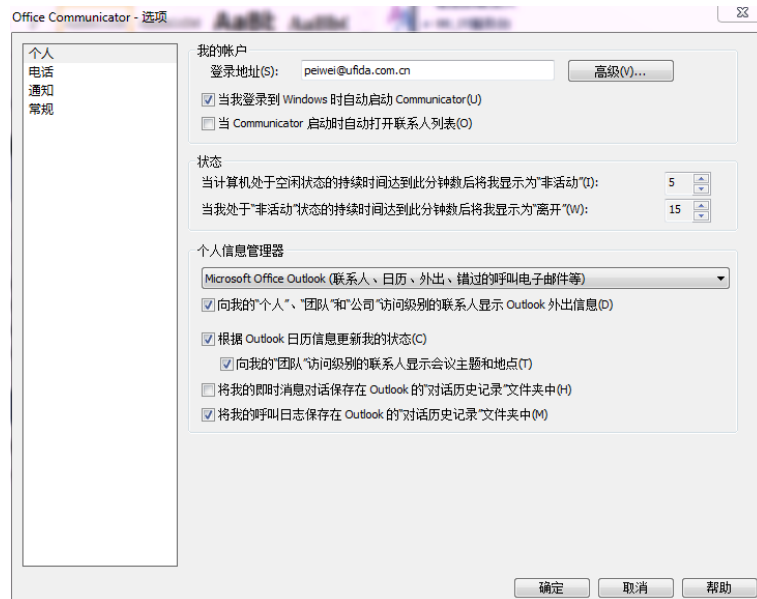 Office Communicator - 选项
AaBb
个人
电话
通知
常规
我的帐户
登录地址(S): peiwei@ufida.com.cn 高级(V)...
当我登录到 Windows 时自动启动 Communicator(U)
当 Communicator 启动时自动打开联系人列表(O)
状态
当计算机处于空闲状态的持续时间达到此分钟数后将我显示为"非活动"(I): 5
当我处于"非活动"状态的持续时间达到此分钟数后将我显示为"离开"(W): 15
个人信息管理器
Microsoft Office Outlook (联系人、日历、外出、错过的呼叫电子邮件等)
向我的"个人"、"团队"和"公司"访问级别的联系人显示 Outlook 外出信息(D)
根据 Outlook 日历信息更新我的状态(C)
向我的"团队"访问级别的联系人显示会议主题和地点(T)
将我的即时消息对话保存在 Outlook 的"对话历史记录"文件夹中(H)
将我的呼叫日志保存在 Outlook 的"对话历史记录"文件夹中(M)
确定 取消 帮助